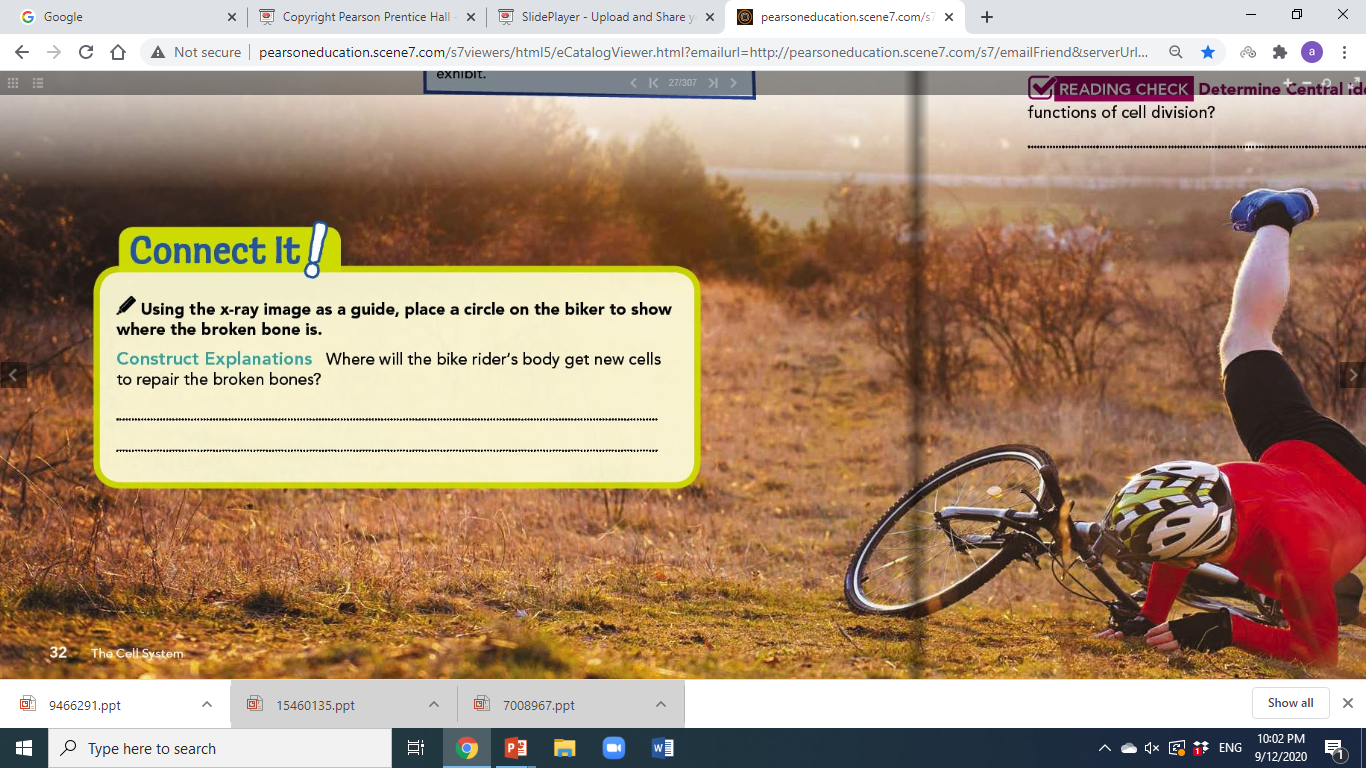 Google
Copyright Pearson Prentice Hall
SlidePlayer - Upload and Share y
pearsoneducation.scene7.com/s7
Not secure
pearsoneducation.scene7.com/s7viewers/html5/eCatalogViewer.html?emailurl=http://pearsoneducation.scene7.com/s7/emailFriend&serverUrl...
a
exhibit.
27/307
READING CHECK Determine Central Ide
functions of cell division?
Connect It!
Using the x-ray image as a guide, place a circle on the biker to show
where the broken bone is.
Construct Explanations Where will the bike rider's body get new cells
to repair the broken bones?
32 The Cell System
9466291.ppt
15460135.ppt
7008967.ppt
Show all
Type here to search
ENG
10:02 PM
9/12/2020
1